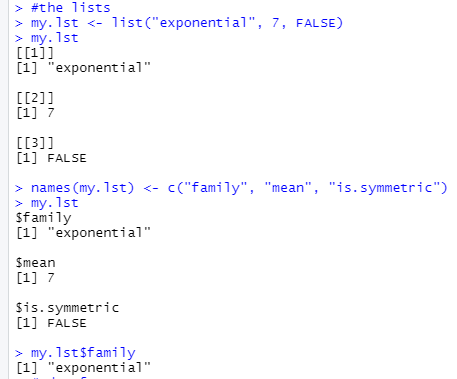 > #the lists
> my.lst <- list("exponential", 7, FALSE)
> my.lst
[[1]]
[1] "exponential"
[[2]]
[1] 7
[[3]]
[1] FALSE
> names(my.lst) <- c("family", "mean", "is.symmetric")
> my.lst
$family
[1] "exponential"
$mean
[1] 7
$is.symmetric
[1] FALSE
> my.lst$family
[1] "exponential"